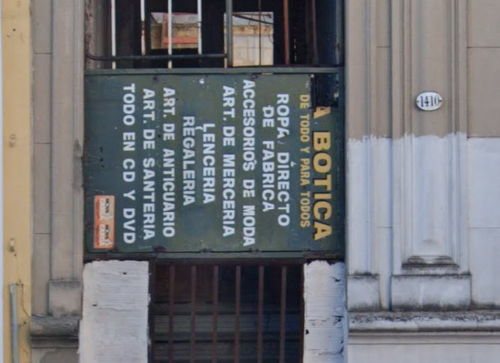 A BOTICA
DE TODO Y PARA TODOS
ROPA DIRECTO
DE FABRICA
ACCESORIOS DE MODA
ART. DE MERCERIA
LENCERIA
REGALERIA
ART. DE ANTICUARIO
ART. DE SANTERIA
TODO EN CD Y DVD
1410